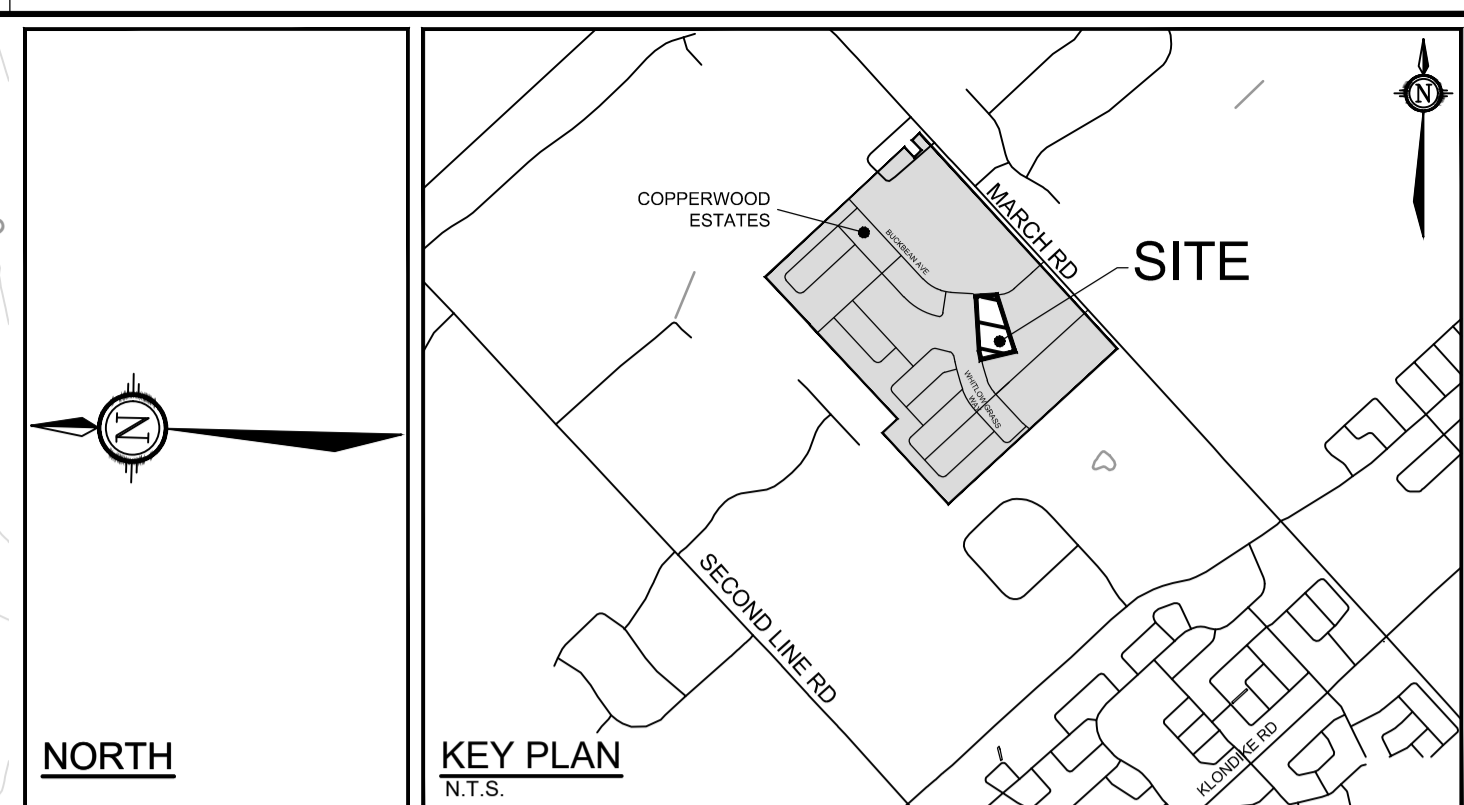 N
NORTH
N
COPPERWOOD
ESTATES
BUCKBEAN AVE
MARCH RD
SITE
WHITLOW GRASS
WAY
SECOND LINE RD
KLONDIKE RD
KEY PLAN
N.T.S.